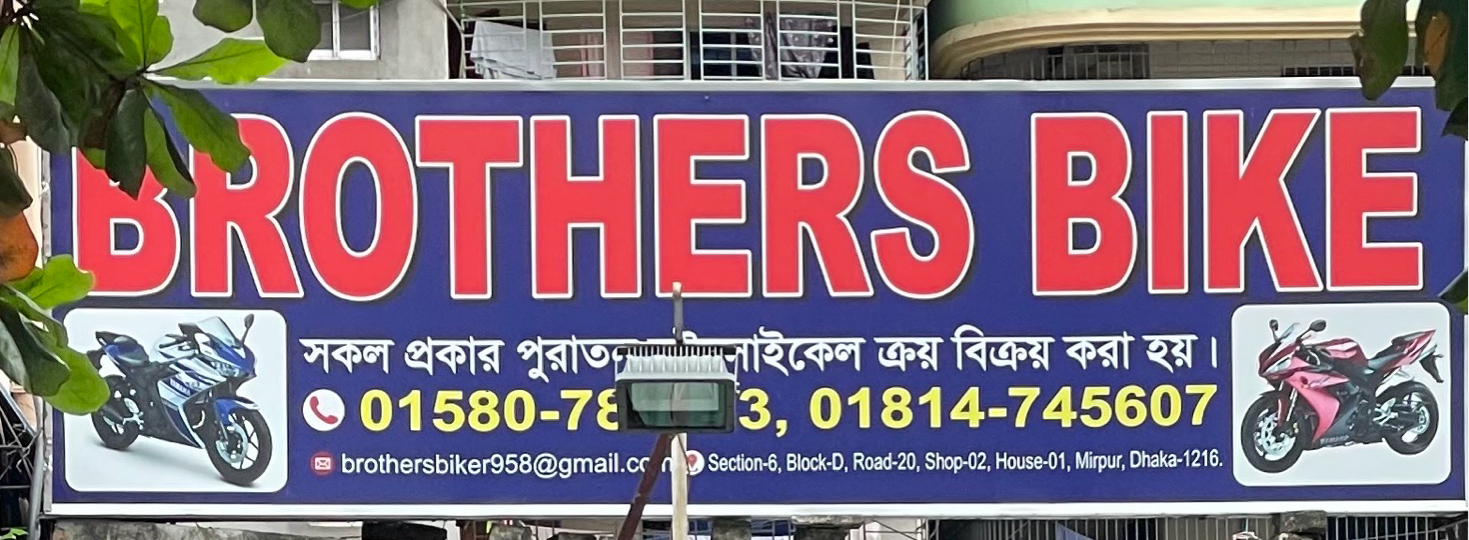 BROTHERS BIKE
সকল প্রকার ক্রয় বিক্রয় করা হয়।
01814-745607
brothersbiker958@gmail.com Section-6, Block-D, Road-20, Shop-02, House-01, Mirpur, Dhaka-1216.